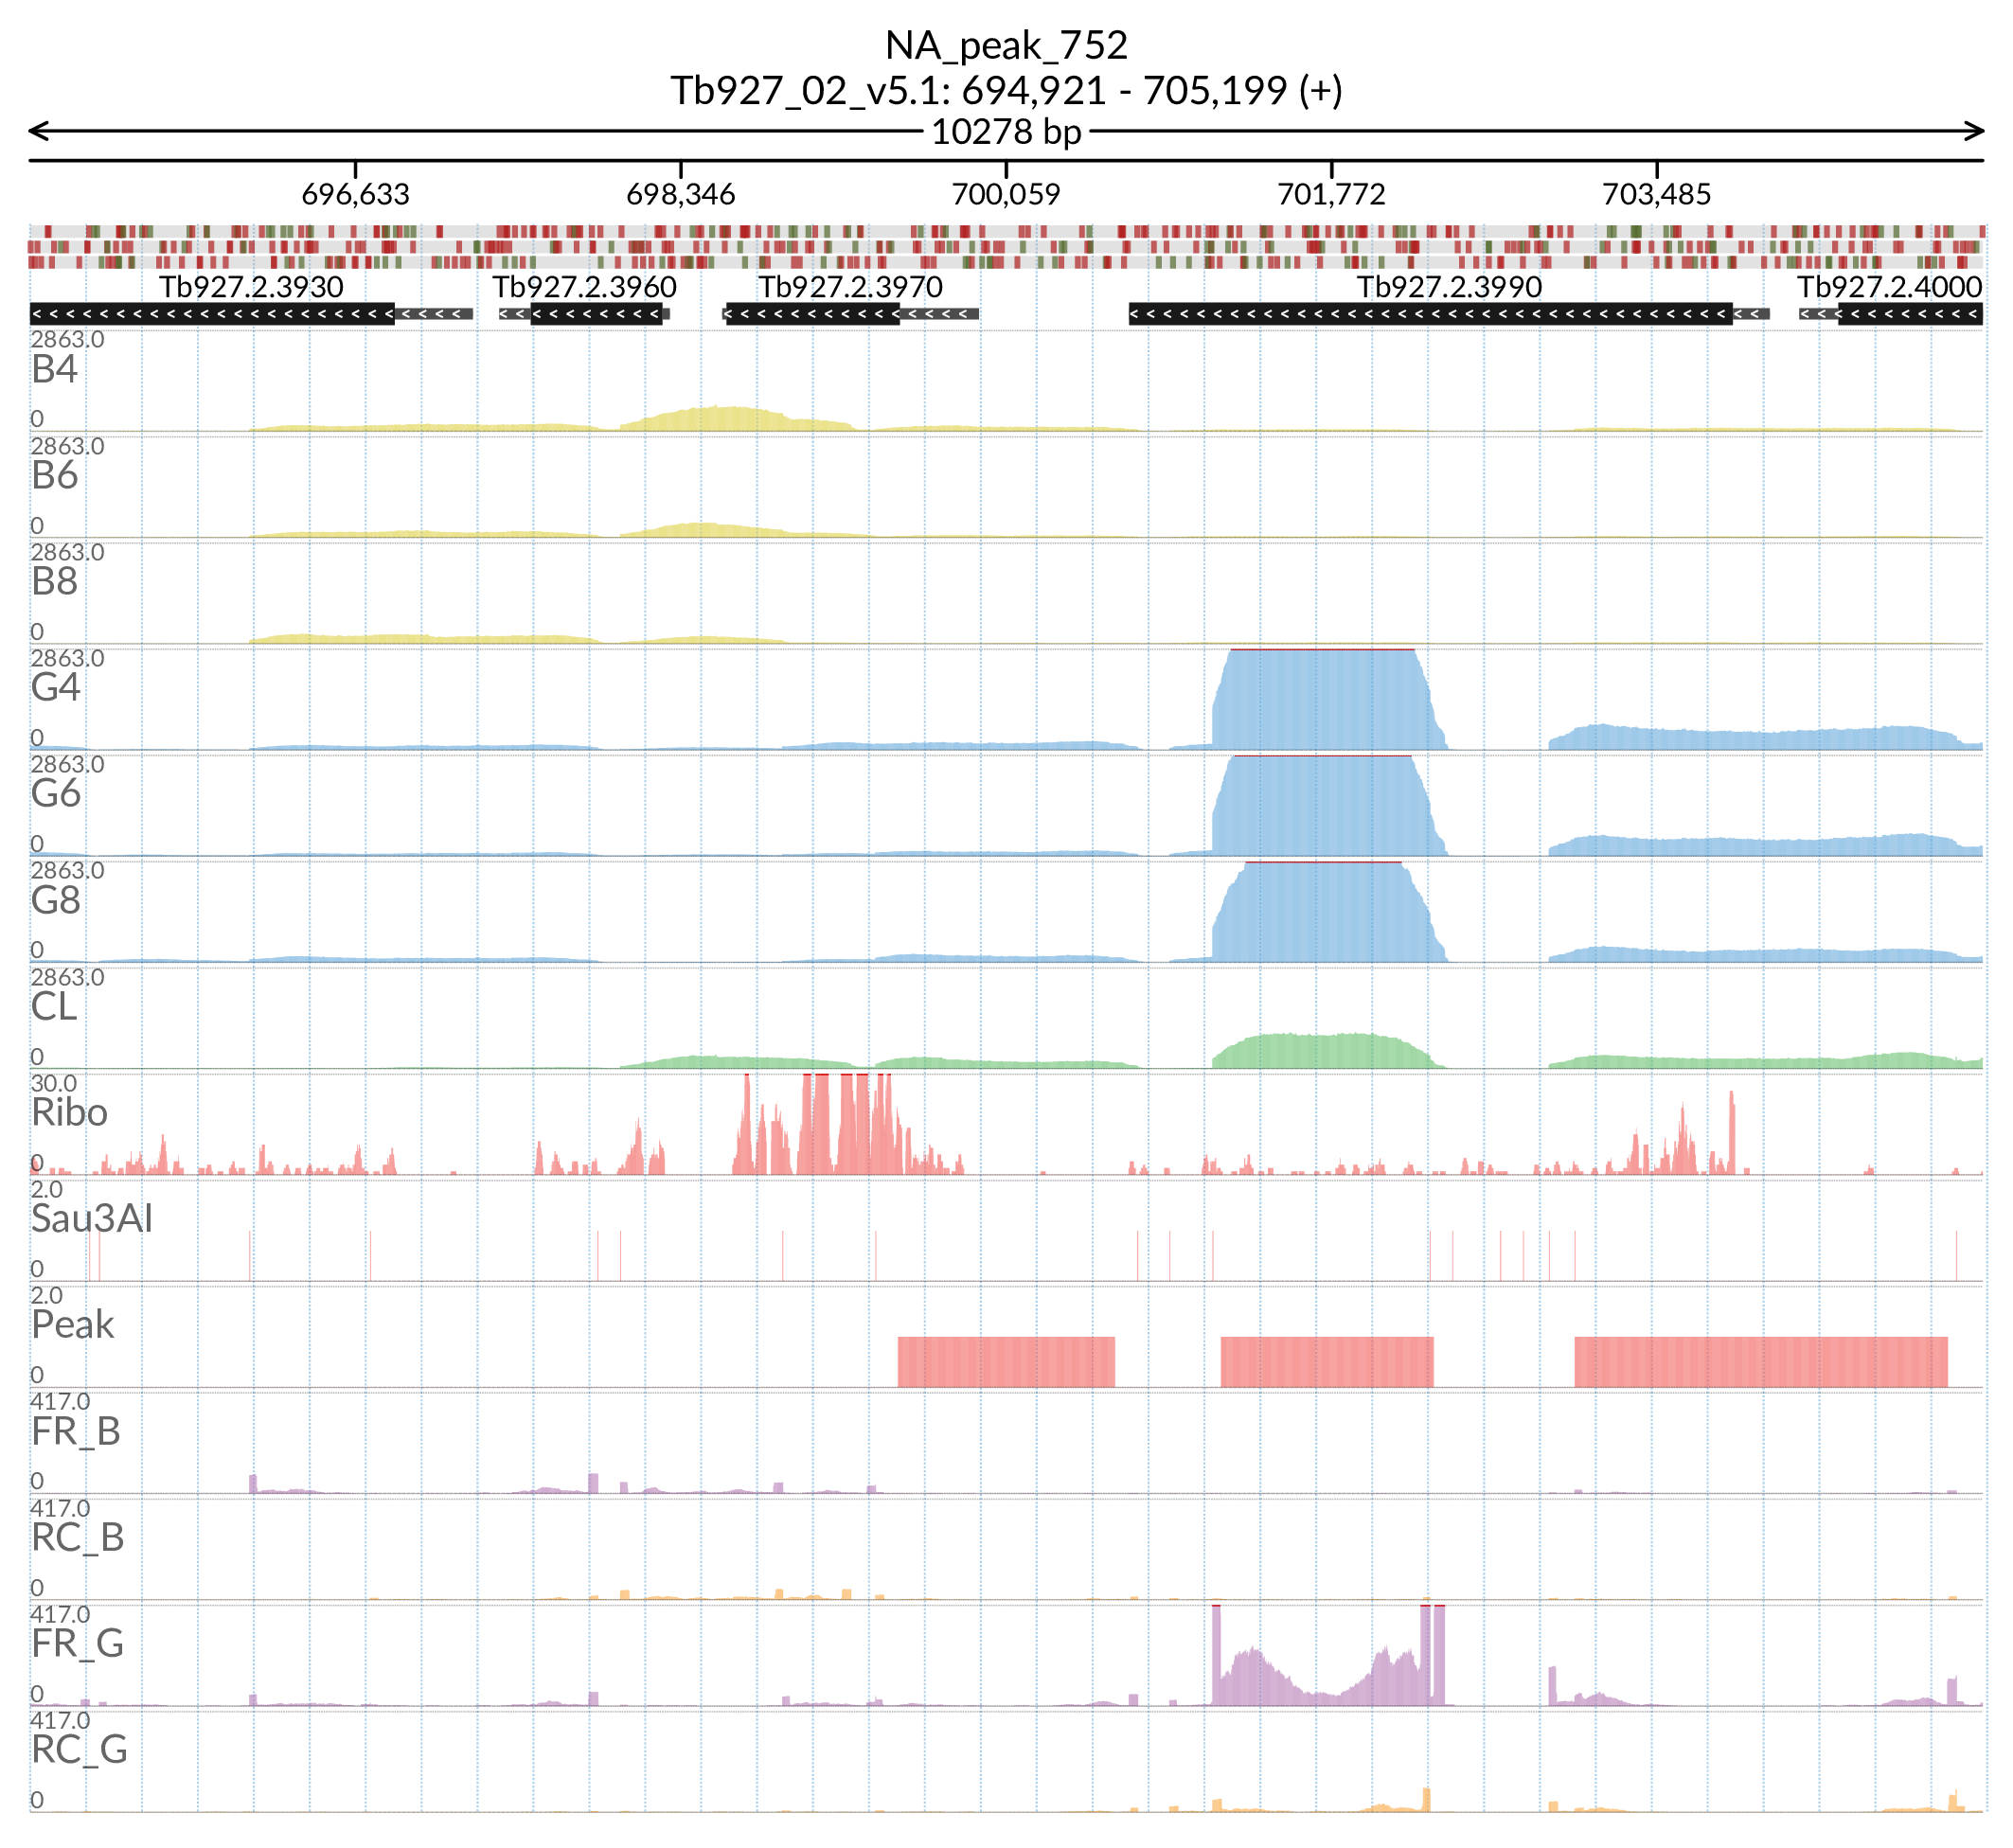 NA_peak_752
Tb927_02_v5.1: 694,921 - 705,199 (+)
10278 bp
696,633 698,346 700,059 701,772 703,485
Tb927.2.3930 Tb927.2.3960 Tb927.2.3970 Tb927.2.3990 Tb927.2.4000
2863.0
B4
0
2863.0
B6
0
2863.0
B8
0
2863.0
G4
0
2863.0
G6
0
2863.0
G8
0
2863.0
CL
0
30.0
Ribo
0
2.0
Sau3AI
0
2.0
Peak
0
417.0
FR_B
0
417.0
RC_B
0
417.0
FR_G
0
417.0
RC_G
0